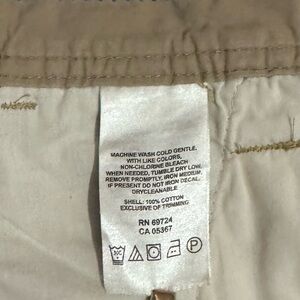 MACHINE WASH COLD GENTLE,
WITH LIKE COLORS,
NON-CHLORINE BLEACH
WHEN NEEDED, TUMBLE DRY LOW,
REMOVE PROMPTLY, IRON MEDIUM,
IF PRESENT DO NOT IRON DECAL,
DRYCLEANABLE
SHELL: 100% COTTON
EXCLUSIVE OF TRIMMING
RN 69724
CA 05367